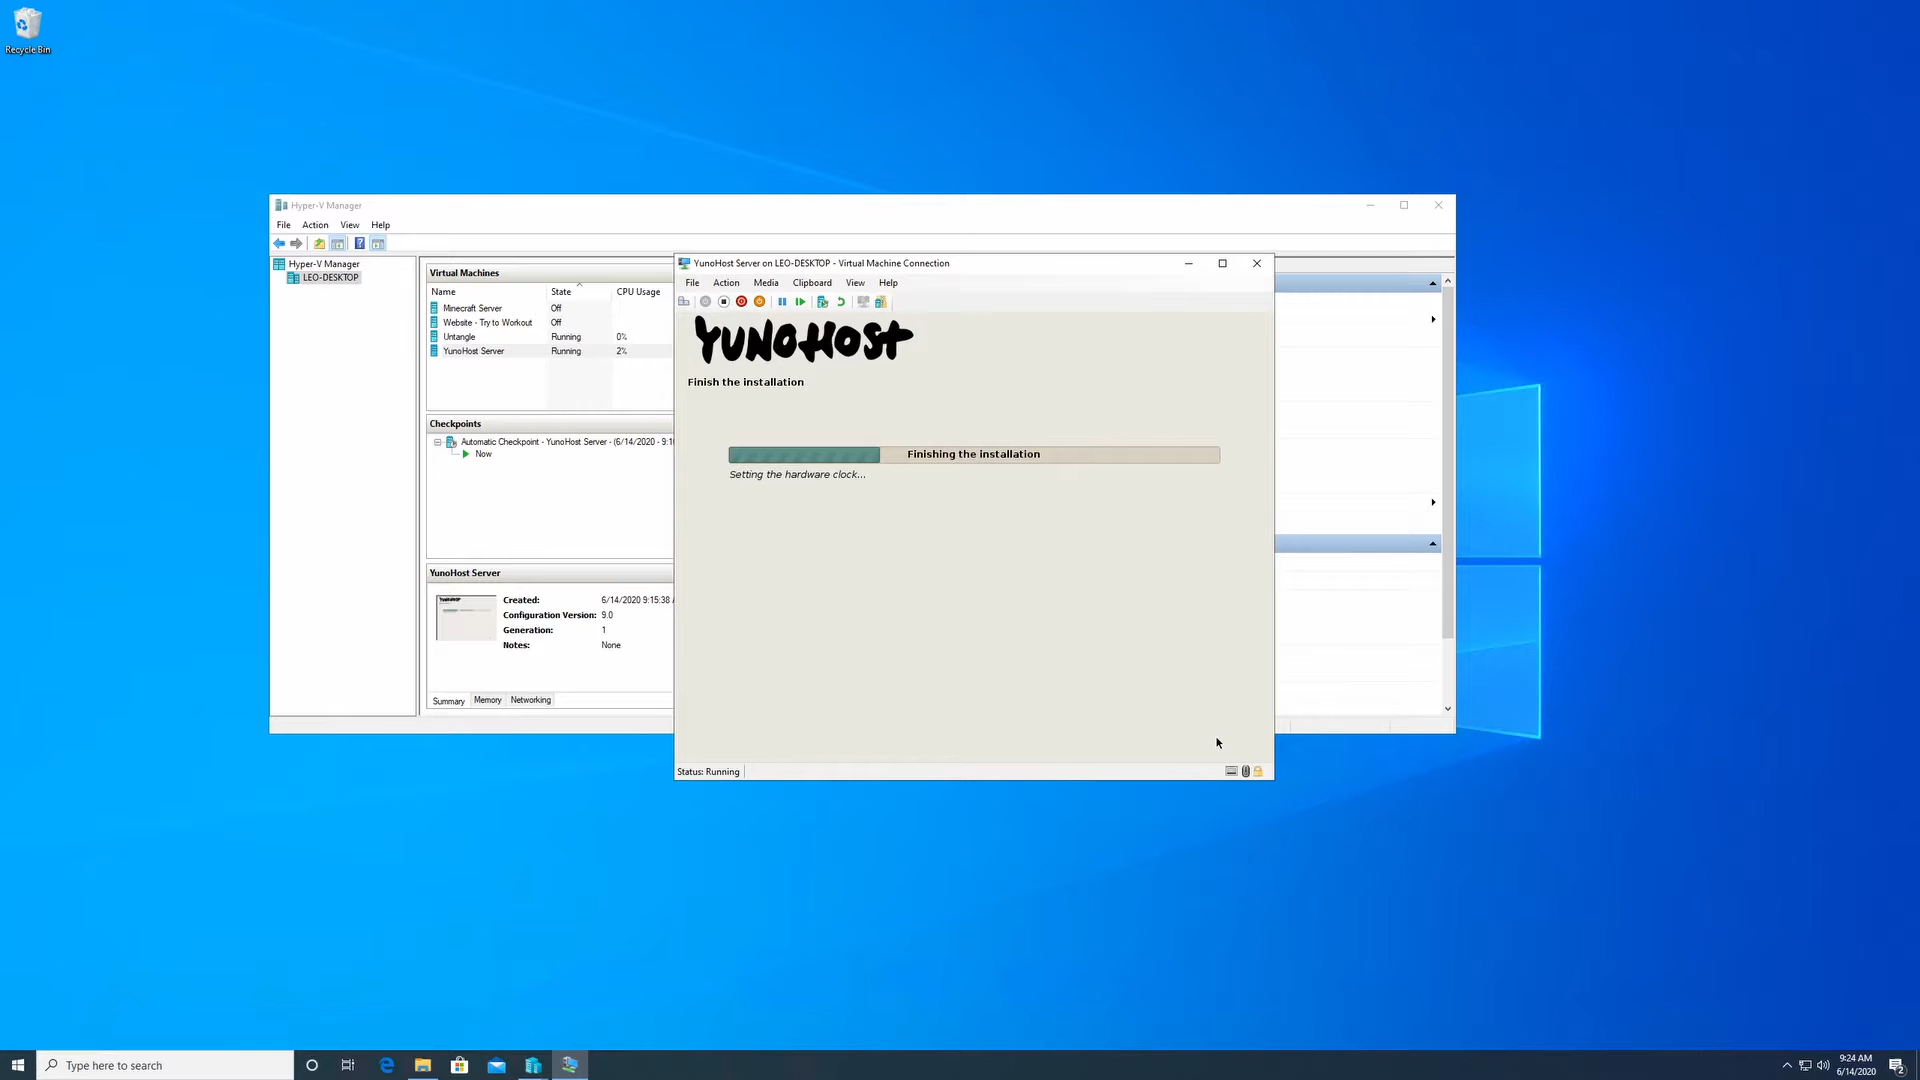 Recycle Bin
Hyper-V Manager
File Action View Help
Hyper-V Manager
LEO-DESKTOP
Virtual Machines
Name State CPU Usage
Minecraft Server Off
Website - Try to Workout Off
Untangle Running 0%
YunoHost Server Running 2%
Checkpoints
Automatic Checkpoint - YunoHost Server - (6/14/2020 - 9:1
Now
YunoHost Server
Created: 6/14/2020 9:15:38
Configuration Version: 9.0
Generation: 1
Notes: None
Summary Memory Networking
YunoHost Server on LEO-DESKTOP - Virtual Machine Connection
File Action Media Clipboard View Help
YUNOHOST
Finish the installation
Finishing the installation
Setting the hardware clock...
Status: Running
Type here to search
9:24 AM
6/14/2020
2